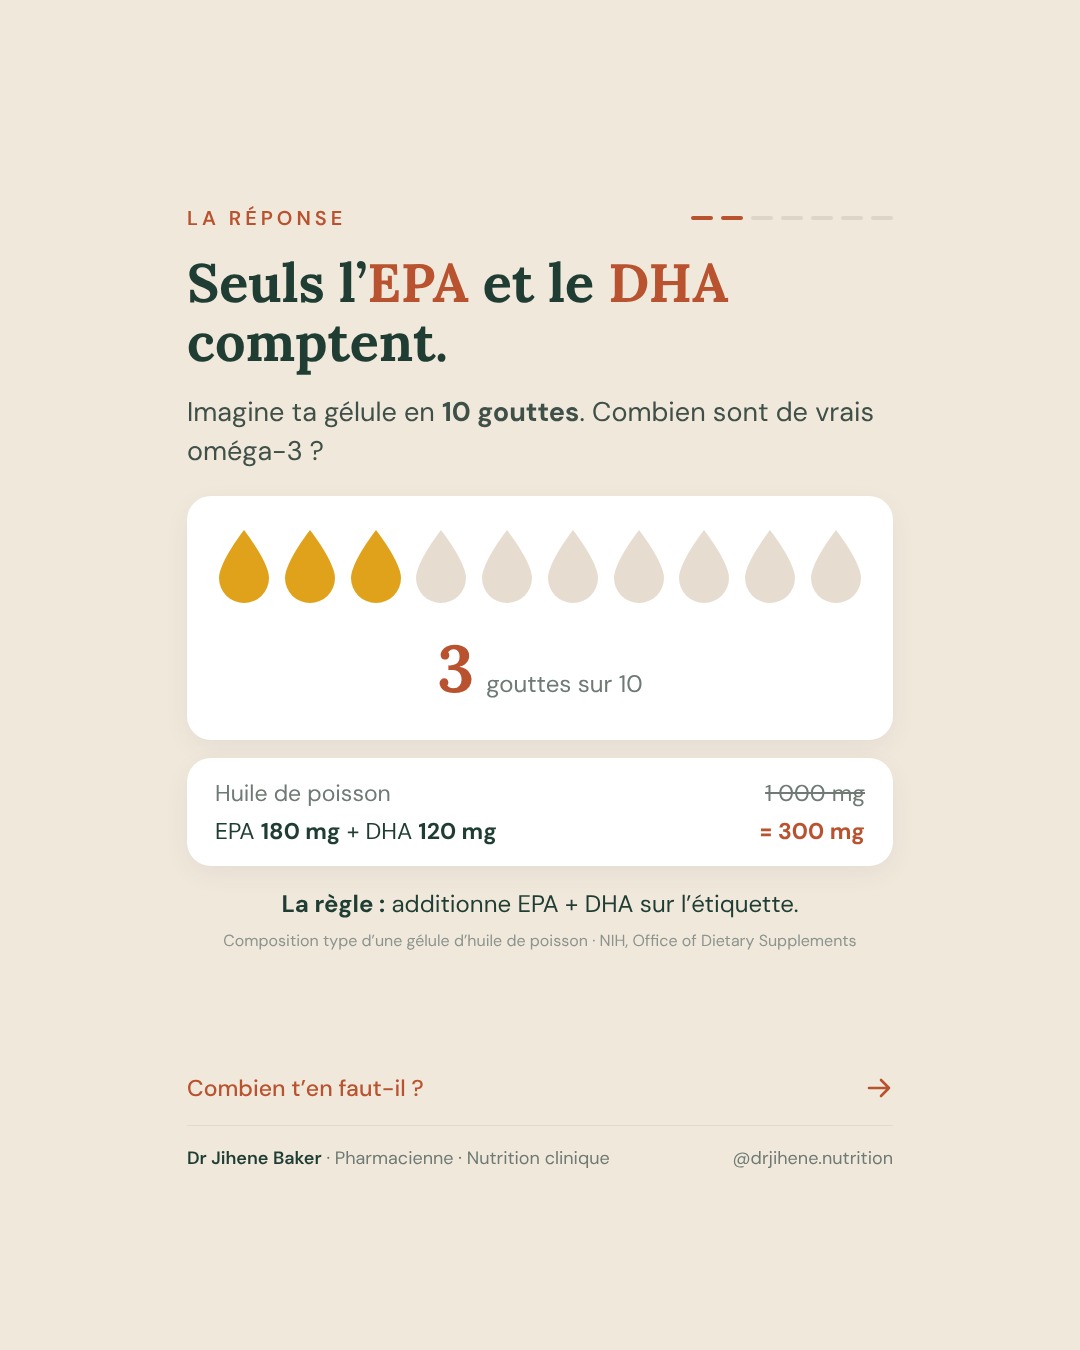 LA RÉPONSE
Seuls l’EPA et le DHA
comptent.
Imagine ta gélule en 10 gouttes. Combien sont de vrais
oméga-3 ?
3 gouttes sur 10
Huile de poisson 1 000 mg
EPA 180 mg + DHA 120 mg = 300 mg
La règle : additionne EPA + DHA sur l’étiquette.
Composition type d’une gélule d’huile de poisson · NIH, Office of Dietary Supplements
Combien t’en faut-il ? →
Dr Jihene Baker · Pharmacienne · Nutrition clinique @drjihene.nutrition